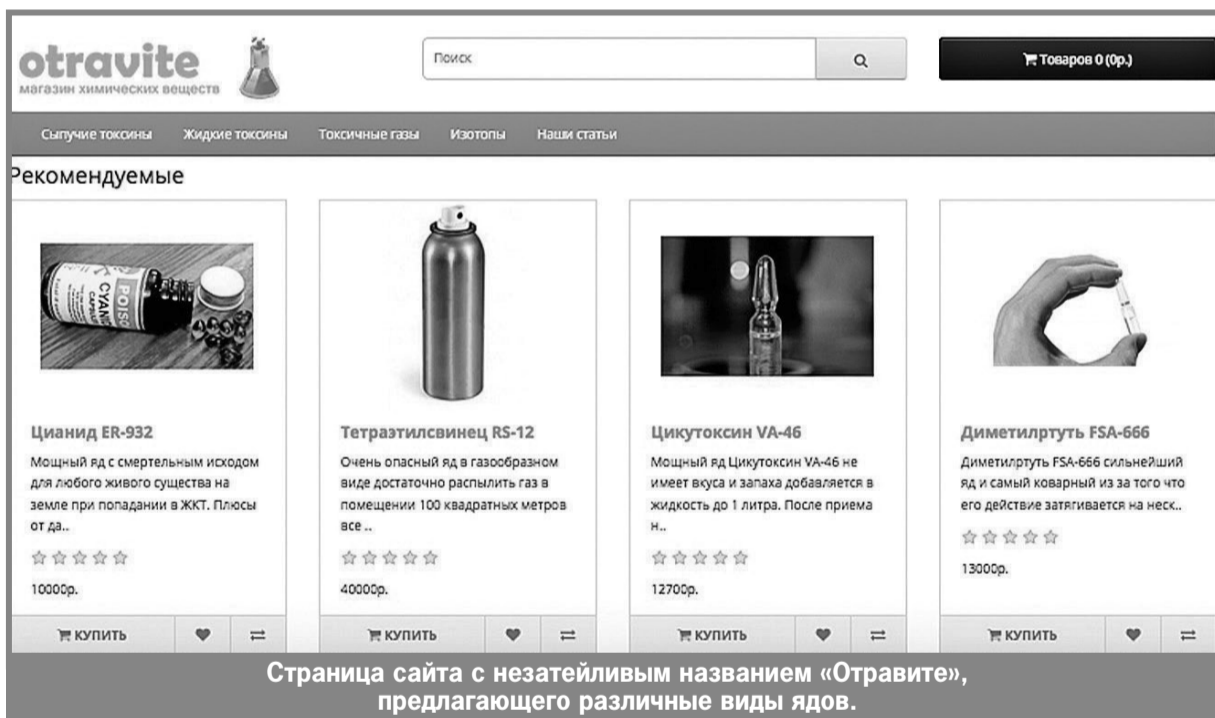 otravite
магазин химических веществ
Поиск
Товаров 0 (0р.)
Сыпучие токсины Жидкие токсины Токсичные газы Изотопы Наши статьи
Рекомендуемые
POISO
CYANI
CAPSUL
Цианид ER-932
Мощный яд с смертельным исходом
для любого живого существа на
земле при попадании в ЖКТ. Плюсы
от да..
10000р.
КУПИТЬ
Тетраэтилсвинец RS-12
Очень опасный яд в газообразном
виде достаточно распылить газ в
помещении 100 квадратных метров
все ..
40000р.
КУПИТЬ
Цикутоксин VA-46
Мощный яд Цикутоксин VA-46 не
имеет вкуса и запаха добавляется в
жидкость до 1 литра. После приема
н..
12700р.
КУПИТЬ
Диметилртуть FSA-666
Диметилртуть FSA-666 сильнейший
яд и самый коварный из за того что
его действие затягивается на неск..
13000р.
КУПИТЬ
Страница сайта с незатейливым названием «Отравите»,
предлагающего различные виды ядов.